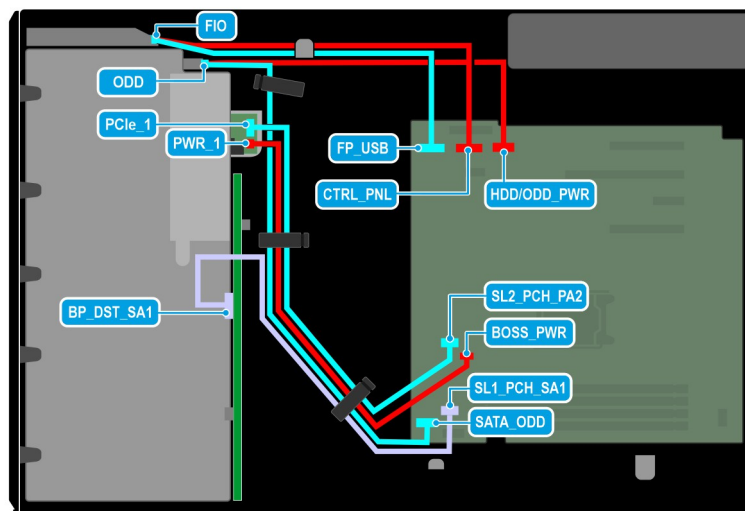 FIO
ODD
PCIe_1
PWR_1
FP_USB
CTRL_PNL
HDD/ODD_PWR
SL2_PCH_PA2
BP_DST_SA1
BOSS_PWR
SL1_PCH_SA1
SATA_ODD